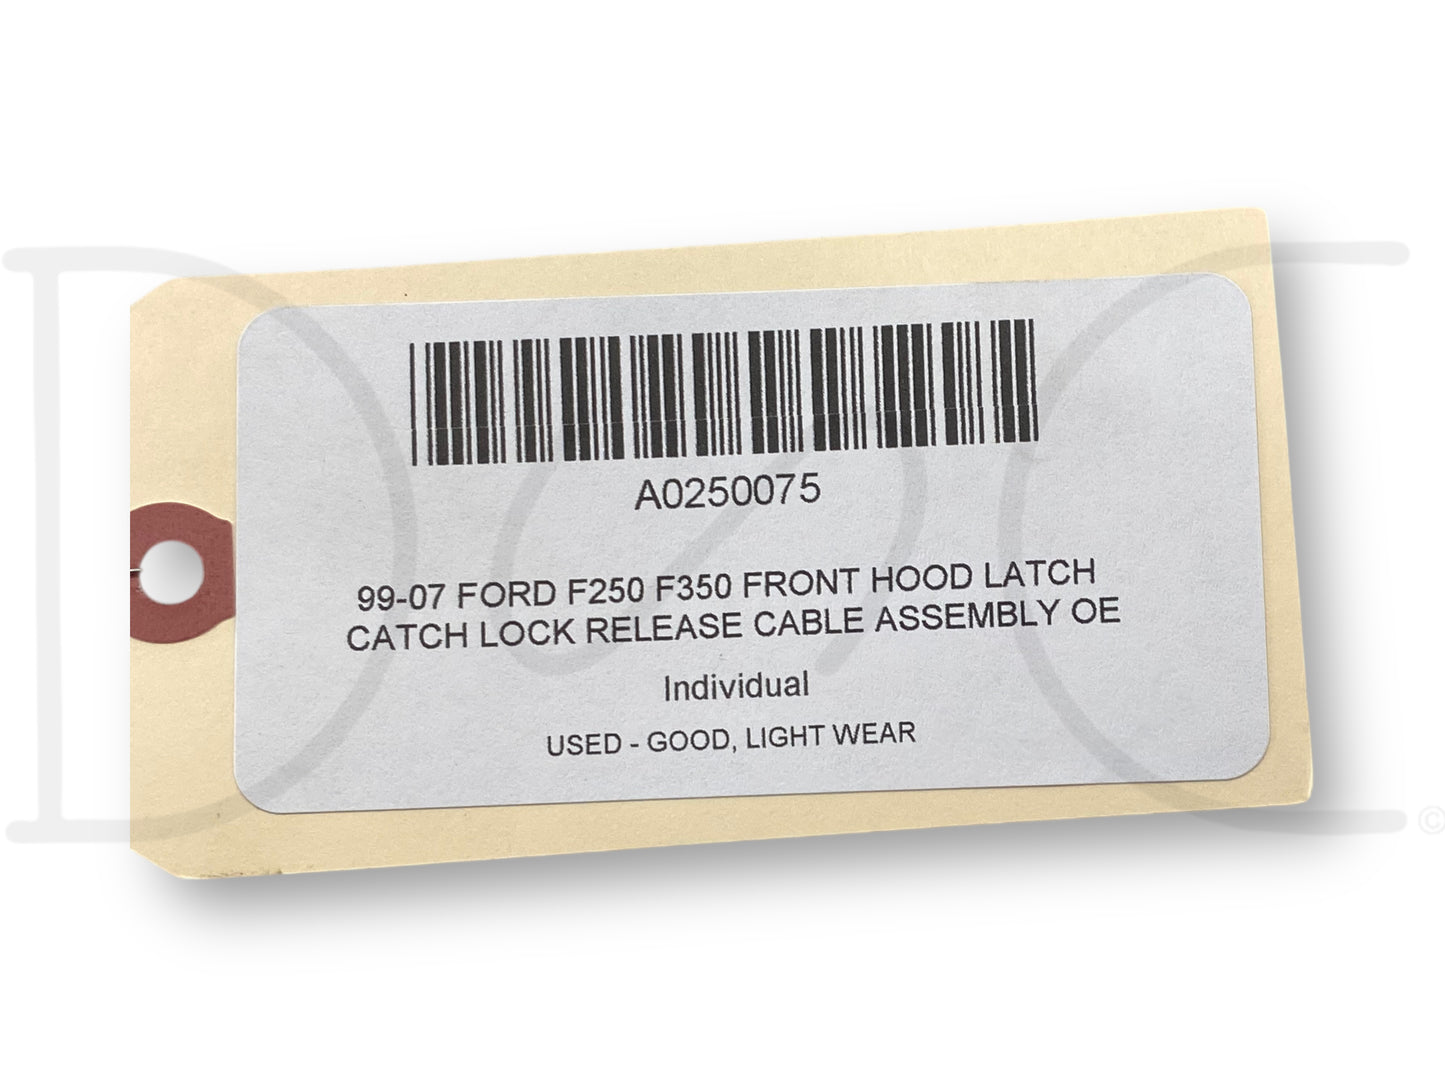 A0250075
99-07 FORD F250 F350 FRONT HOOD LATCH
CATCH LOCK RELEASE CABLE ASSEMBLY OE
Individual
USED - GOOD, LIGHT WEAR
©